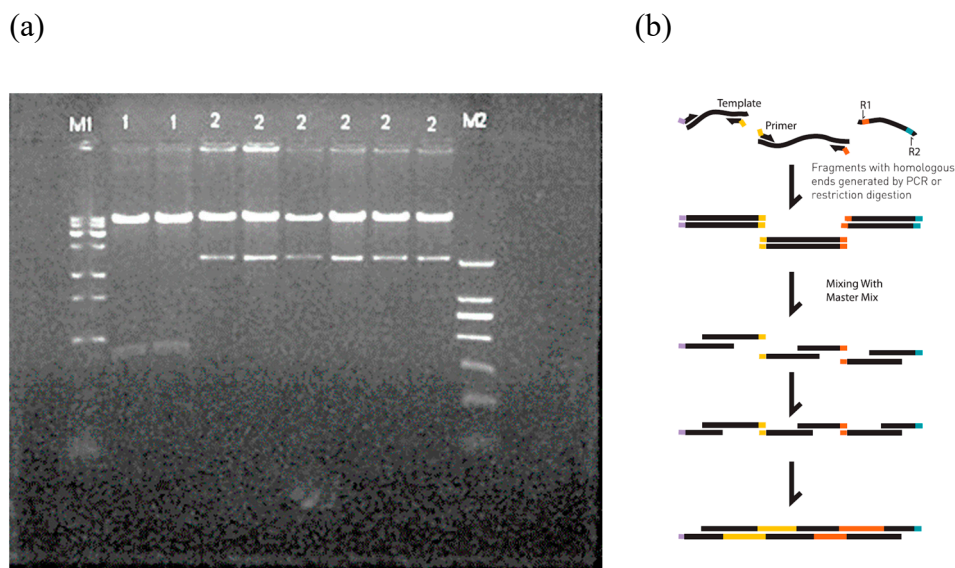 (a)
(b)
M1 1 1 2 2 2 2 2 2 M2
Template
Primer
R1
R2
Fragments with homologous
ends generated by PCR or
restriction digestion
Mixing With
Master Mix